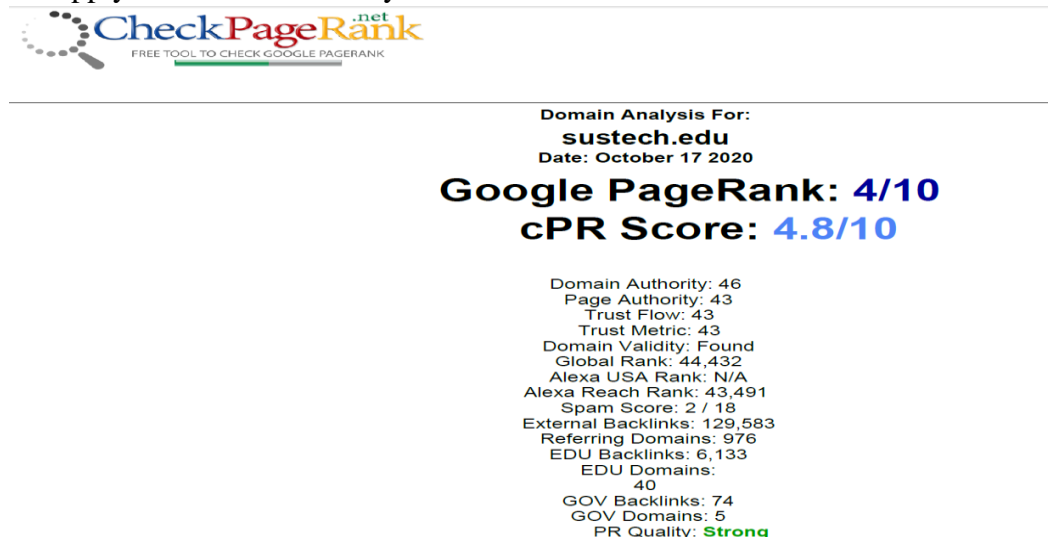 CheckPageRank
.net
FREE TOOL TO CHECK GOOGLE PAGERANK
Domain Analysis For:
sustech.edu
Date: October 17 2020
Google PageRank: 4/10
cPR Score: 4.8/10
Domain Authority: 46
Page Authority: 43
Trust Flow: 43
Trust Metric: 43
Domain Validity: Found
Global Rank: 44,432
Alexa USA Rank: N/A
Alexa Reach Rank: 43,491
Spam Score: 2 / 18
External Backlinks: 129,583
Referring Domains: 976
EDU Backlinks: 6,133
EDU Domains:
40
GOV Backlinks: 74
GOV Domains: 5
PR Quality: Strong